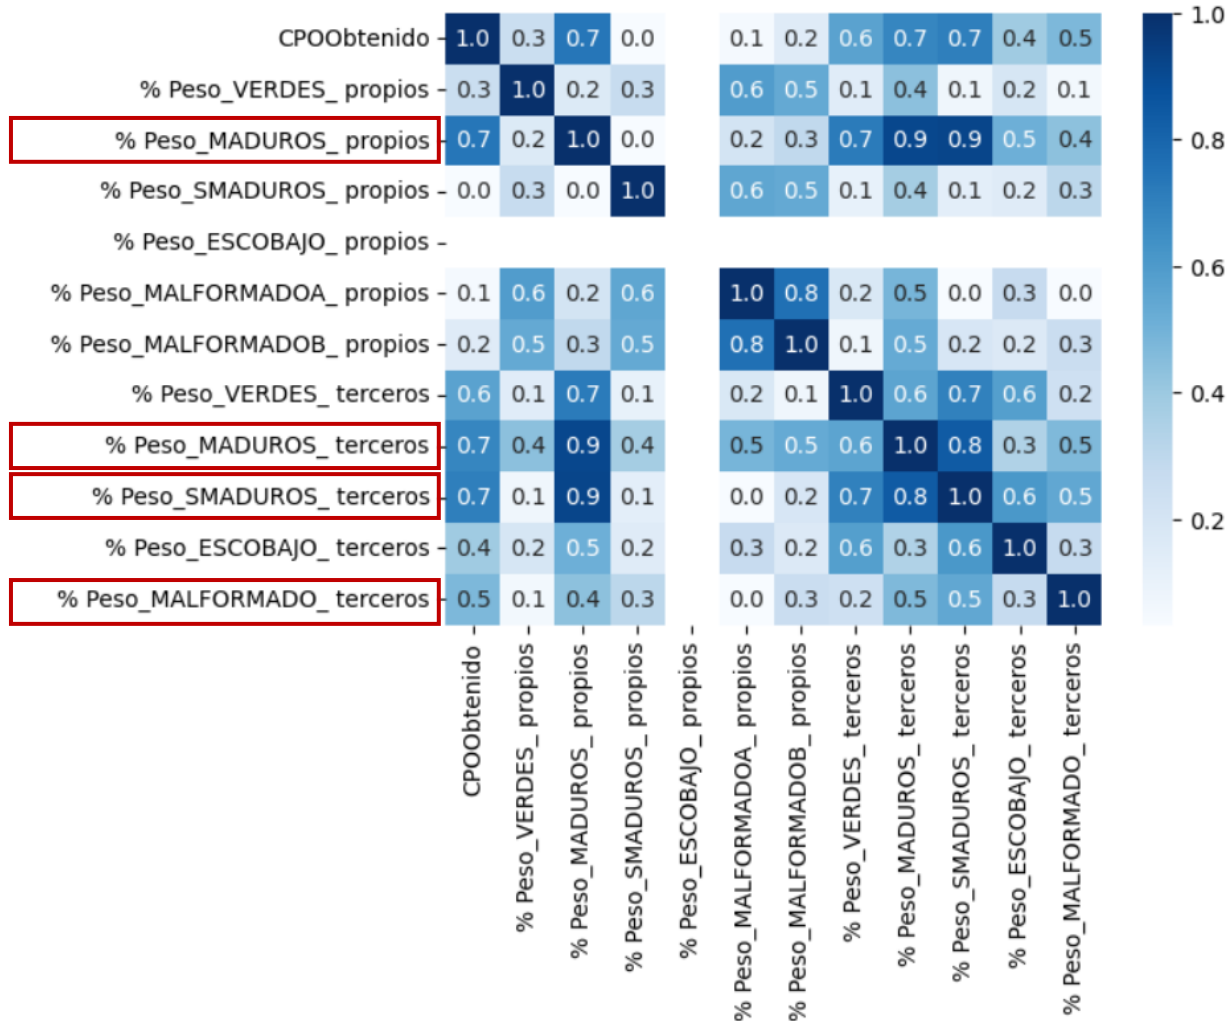 CPOObtenido 1.0 0.3 0.7 0.0 0.1 0.2 0.6 0.7 0.7 0.4 0.5
% Peso_VERDES_ propios 0.3 1.0 0.2 0.3 0.6 0.5 0.1 0.4 0.1 0.2 0.1
% Peso_MADUROS_ propios 0.7 0.2 1.0 0.0 0.2 0.3 0.7 0.9 0.9 0.5 0.4
% Peso_SMADUROS_ propios 0.0 0.3 0.0 1.0 0.6 0.5 0.1 0.4 0.1 0.2 0.3
% Peso_ESCOBAJO_ propios
% Peso_MALFORMADOA_ propios 0.1 0.6 0.2 0.6 1.0 0.8 0.2 0.5 0.0 0.3 0.0
% Peso_MALFORMADOB_ propios 0.2 0.5 0.3 0.5 0.8 1.0 0.1 0.5 0.2 0.2 0.3
% Peso_VERDES_ terceros 0.6 0.1 0.7 0.1 0.2 0.1 1.0 0.6 0.7 0.6 0.2
% Peso_MADUROS_ terceros 0.7 0.4 0.9 0.4 0.5 0.5 0.6 1.0 0.8 0.3 0.5
% Peso_SMADUROS_ terceros 0.7 0.1 0.9 0.1 0.0 0.2 0.7 0.8 1.0 0.6 0.5
% Peso_ESCOBAJO_ terceros 0.4 0.2 0.5 0.2 0.3 0.2 0.6 0.3 0.6 1.0 0.3
% Peso_MALFORMADO_ terceros 0.5 0.1 0.4 0.3 0.0 0.3 0.2 0.5 0.5 0.3 1.0
CPOObtenido
% Peso_VERDES_ propios
% Peso_MADUROS_ propios
% Peso_SMADUROS_ propios
% Peso_ESCOBAJO_ propios
% Peso_MALFORMADOA_ propios
% Peso_MALFORMADOB_ propios
% Peso_VERDES_ terceros
% Peso_MADUROS_ terceros
% Peso_SMADUROS_ terceros
% Peso_ESCOBAJO_ terceros
% Peso_MALFORMADO_ terceros
1.0
0.8
0.6
0.4
0.2